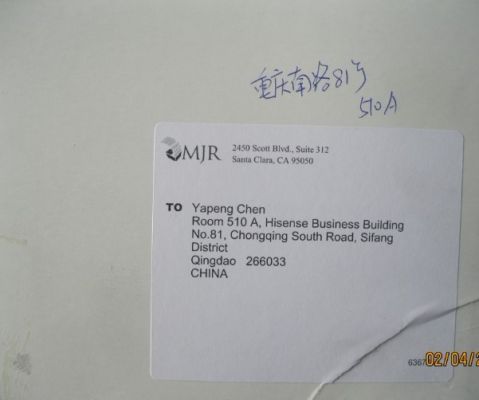 重庆南路81号
510A
MJR
2450 Scott Blvd., Suite 312
Santa Clara, CA 95050
TO Yapeng Chen
Room 510 A, Hisense Business Building
No.81, Chongqing South Road, Sifang
District
Qingdao 266033
CHINA
6367
02/04/2